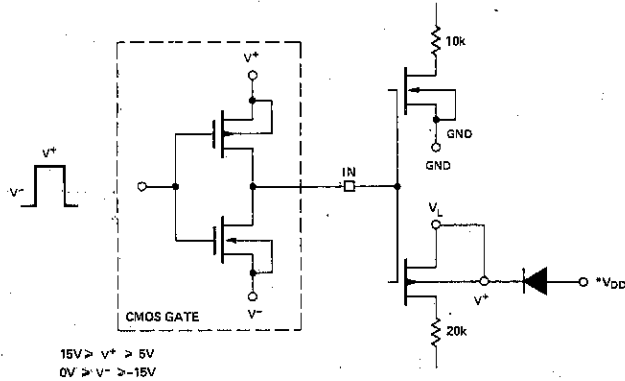 10k
V+
GND
GND
V+
V-
IN
VL
V+
*VDD
V-
20k
CMOS GATE
15V ≥ V+ ≥ 5V
0V ≥ V- ≥ -15V